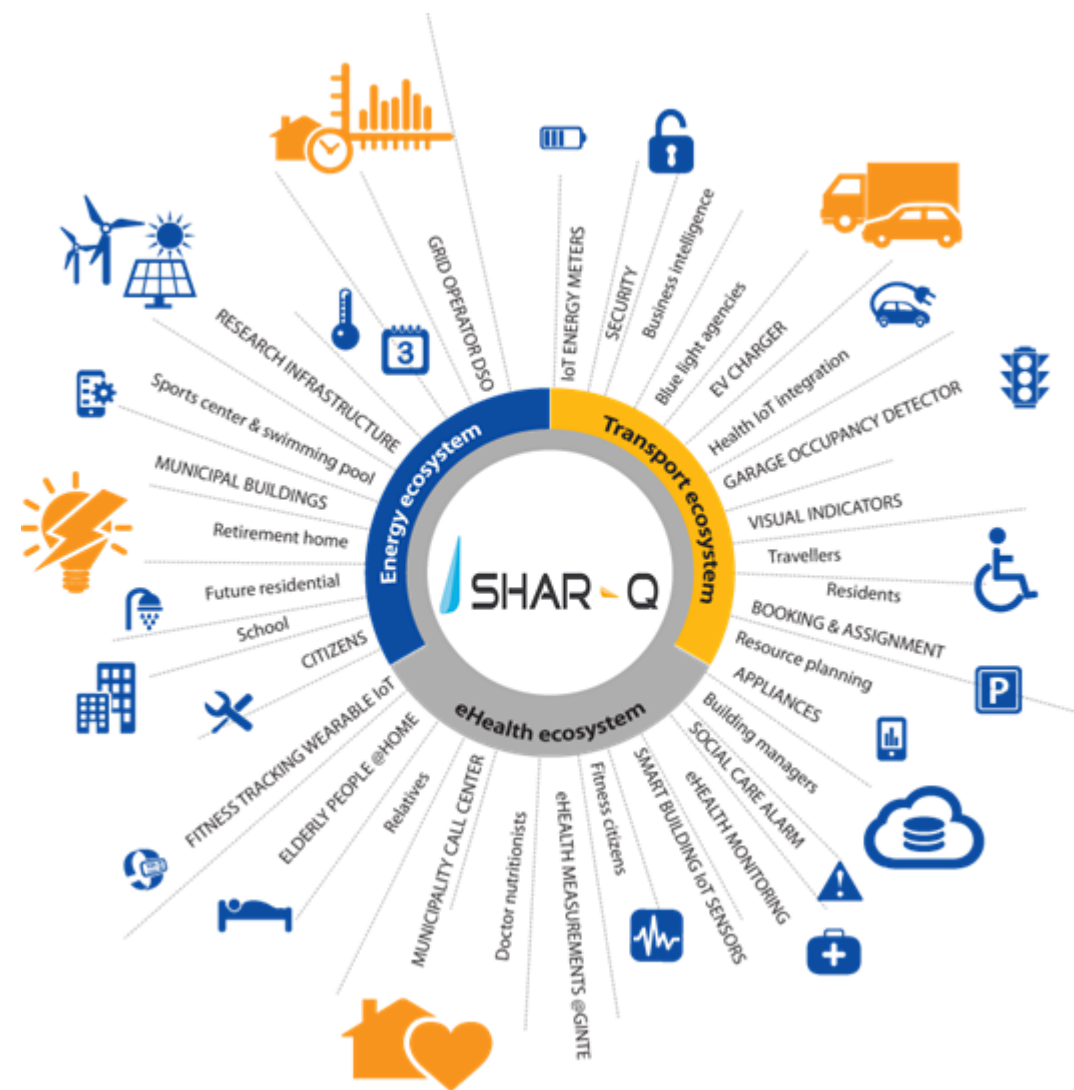 GRID OPERATOR DSO
IoT ENERGY METERS
SECURITY
Business intelligence
Blue light agencies
EV CHARGER
Health IoT integration
GARAGE OCCUPANCY DETECTOR
VISUAL INDICATORS
Travellers
Residents
BOOKING & ASSIGNMENT
Resource planning
APPLIANCES
Building managers
SOCIAL CARE ALARM
eHEALTH MONITORING
SMART BUILDING IoT SENSORS
Fitness citizens
eHEALTH MEASUREMENTS @GINTE
Doctor nutritionists
MUNICIPALITY CALL CENTER
Relatives
ELDERLY PEOPLE @HOME
FITNESS TRACKING WEARABLE IoT
CITIZENS
School
Future residential
Retirement home
MUNICIPAL BUILDINGS
Sports center & swimming pool
RESEARCH INFRASTRUCTURE
3
P
Energy ecosystem
Transport ecosystem
eHealth ecosystem
SHAR-Q